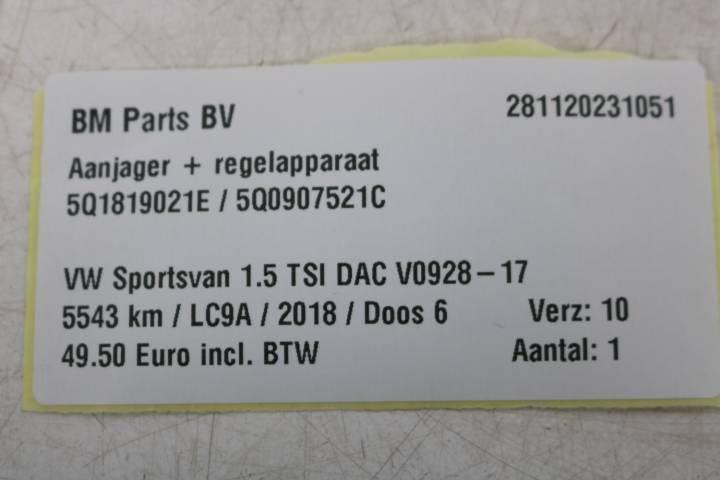 BM Parts BV 281120231051
Aanjager + regelapparaat
5Q1819021E / 5Q0907521C
VW Sportsvan 1.5 TSI DAC V0928-17
5543 km / LC9A / 2018 / Doos 6 Verz: 10
49.50 Euro incl. BTW Aantal: 1